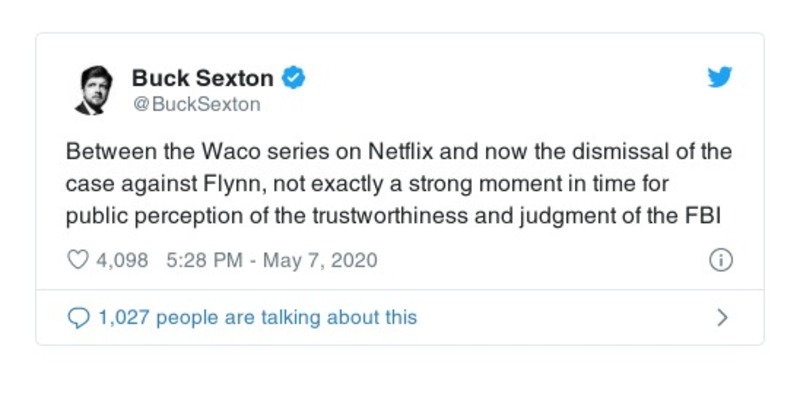 Buck Sexton
@BuckSexton
Between the Waco series on Netflix and now the dismissal of the
case against Flynn, not exactly a strong moment in time for
public perception of the trustworthiness and judgment of the FBI
4,098 5:28 PM - May 7, 2020
1,027 people are talking about this